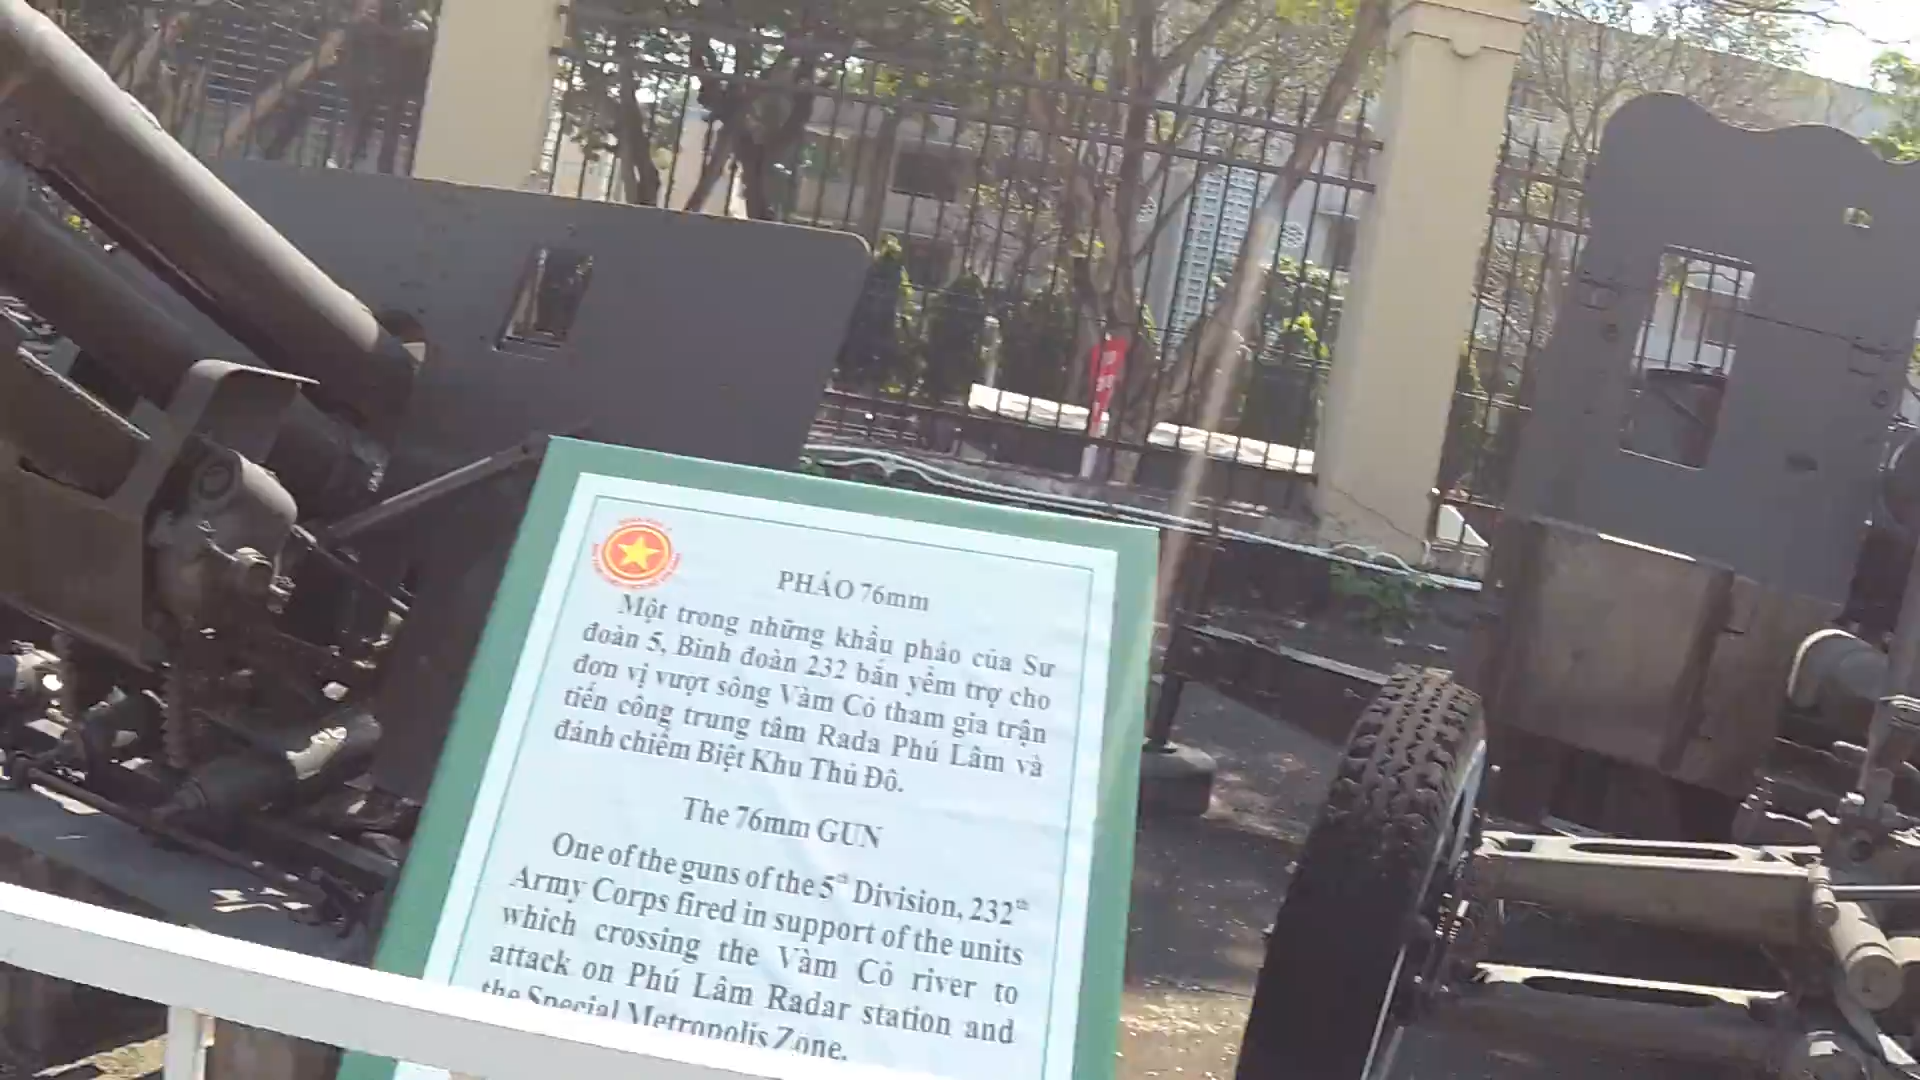 PHÁO 76mm
Một trong những khẩu pháo của Sư
đoàn 5, Binh đoàn 232 bắn yểm trợ cho
đơn vị vượt sông Vàm Cỏ tham gia trận
tiến công trung tâm Rada Phú Lâm và
đánh chiếm Biệt Khu Thủ Đô.
The 76mm GUN
One of the guns of the 5th Division, 232th
Army Corps fired in support of the units
which crossing the Vàm Cỏ river to
attack on Phú Lâm Radar station and
the Special Metropolis Zone.